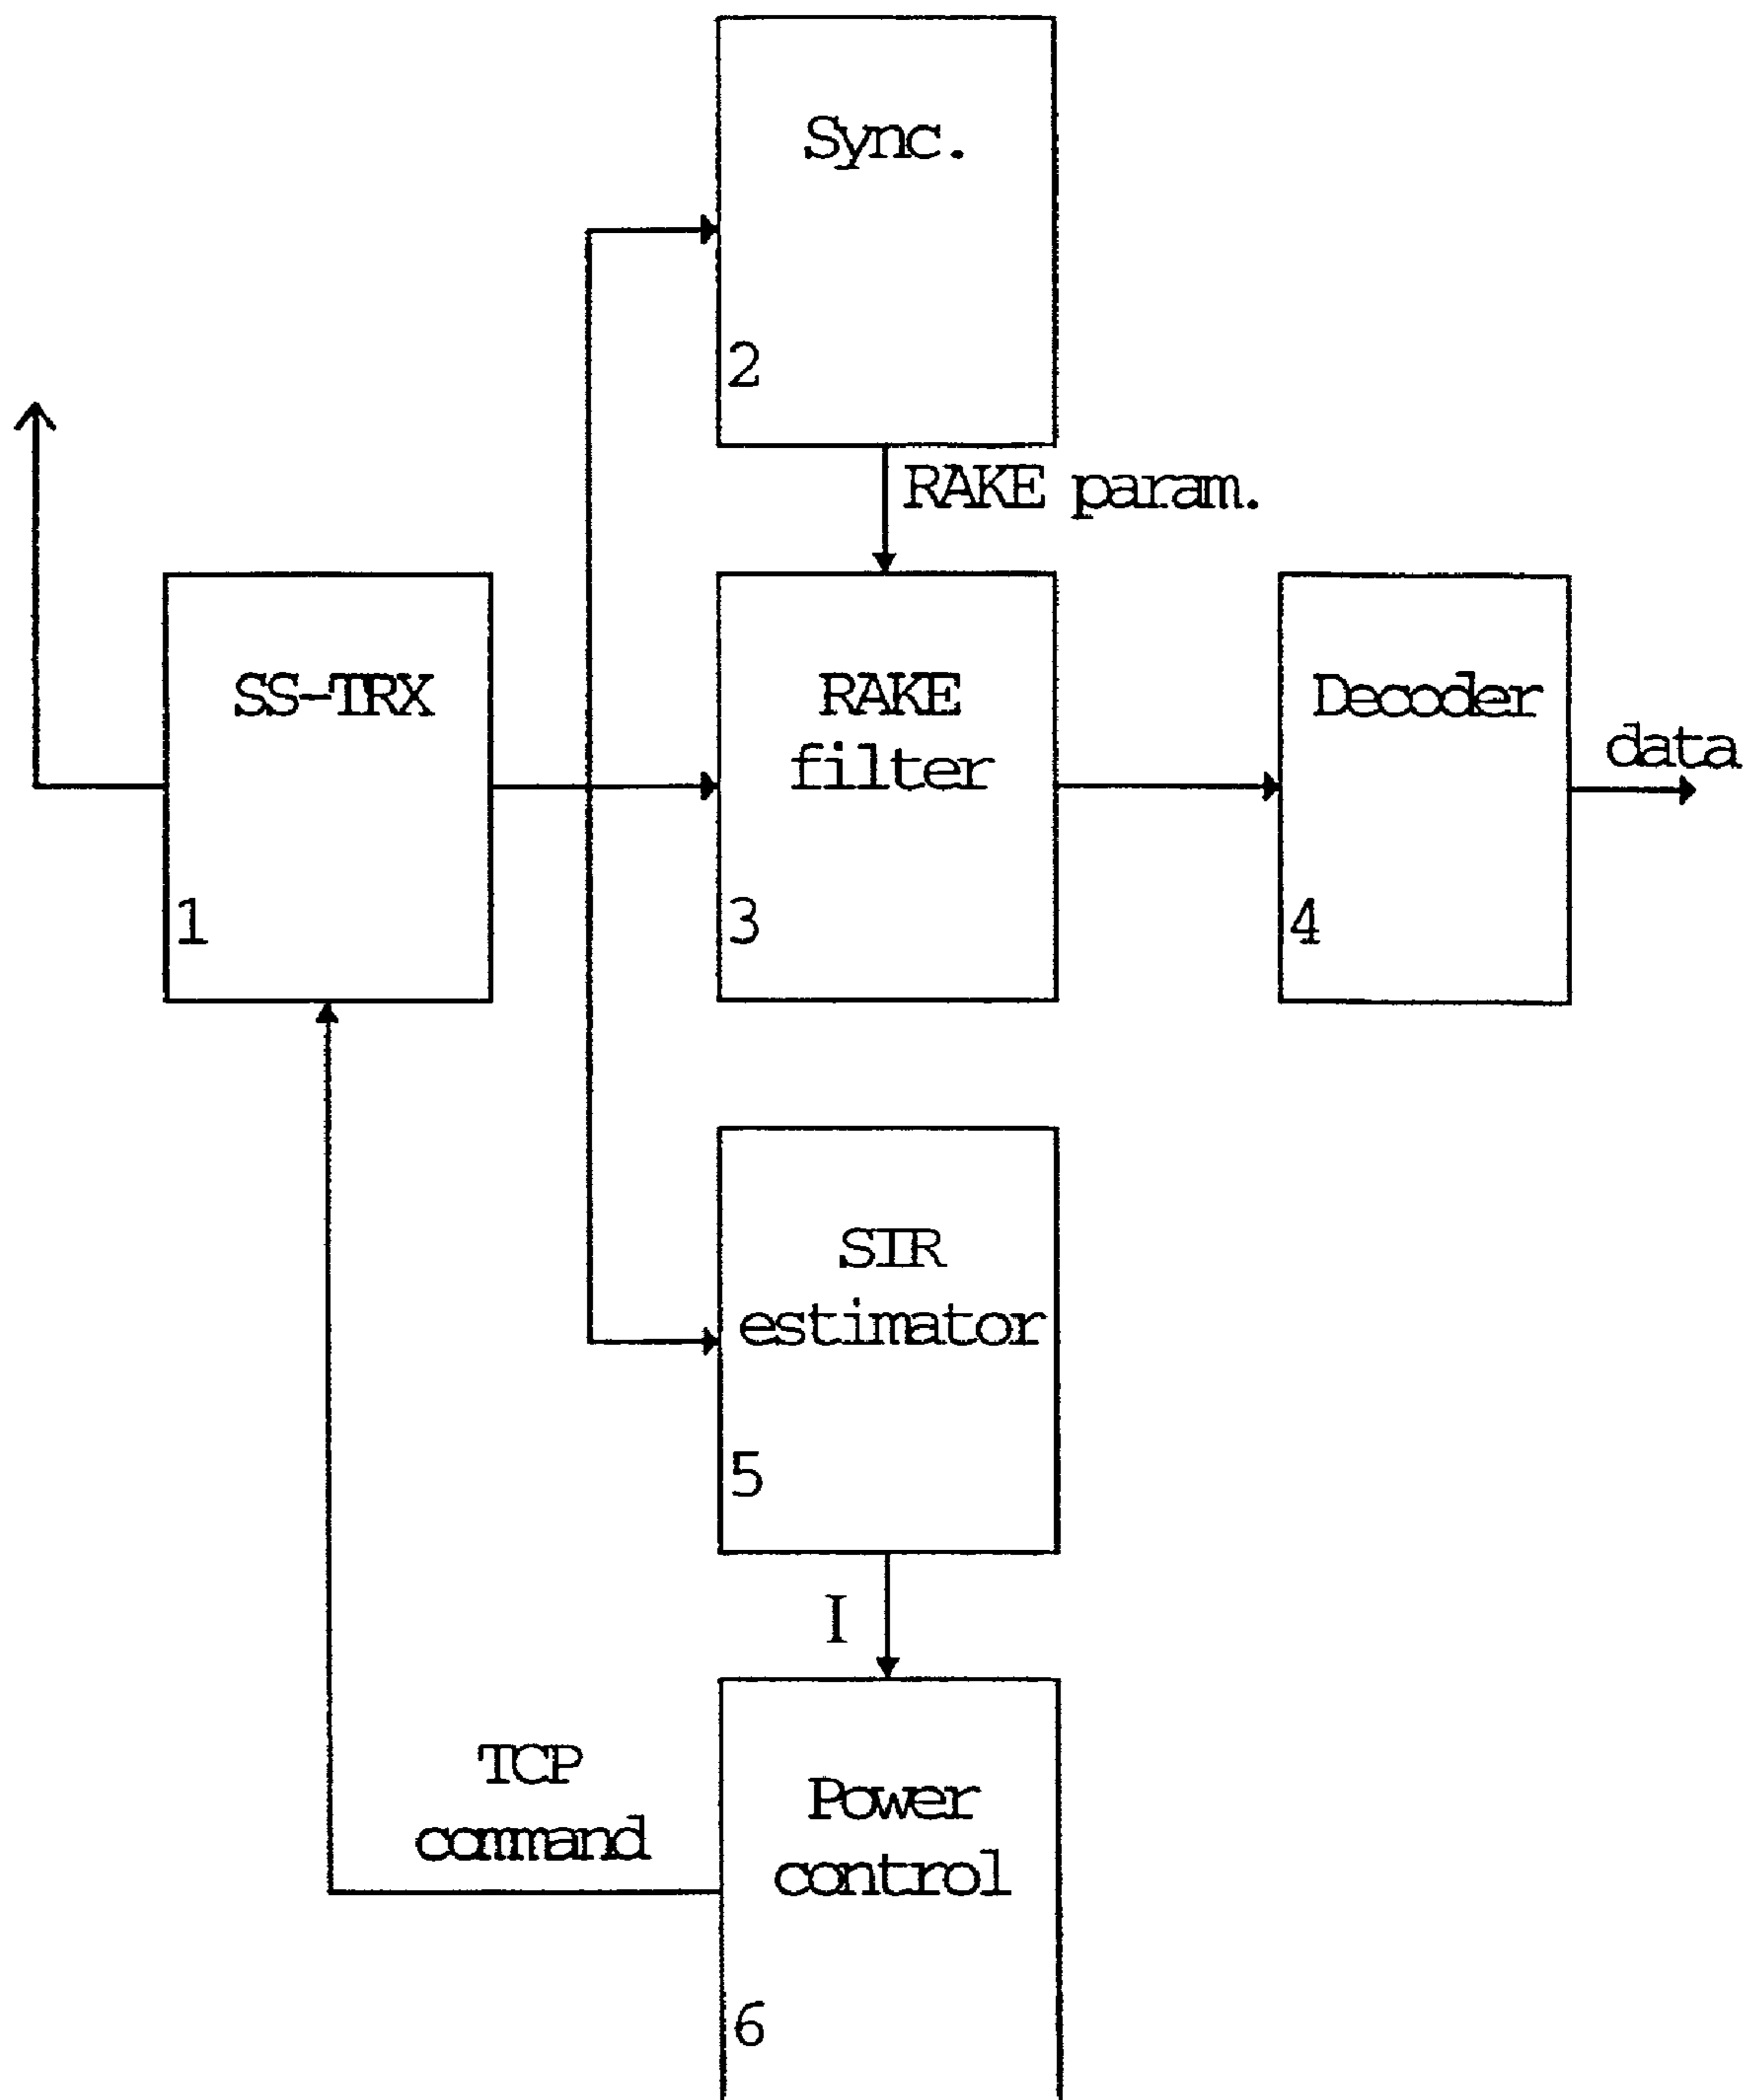 Sync.
2
RAKE param.
SS-TRX
1
RAKE
filter
3
Decoder
4
data
SIR
estimator
5
I
TCP
command
Power
control
6